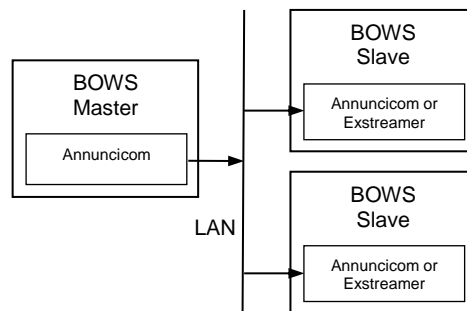 BOWS
Master
Annuncicom
LAN
BOWS
Slave
Annuncicom or
Exstreamer
BOWS
Slave
Annuncicom or
Exstreamer